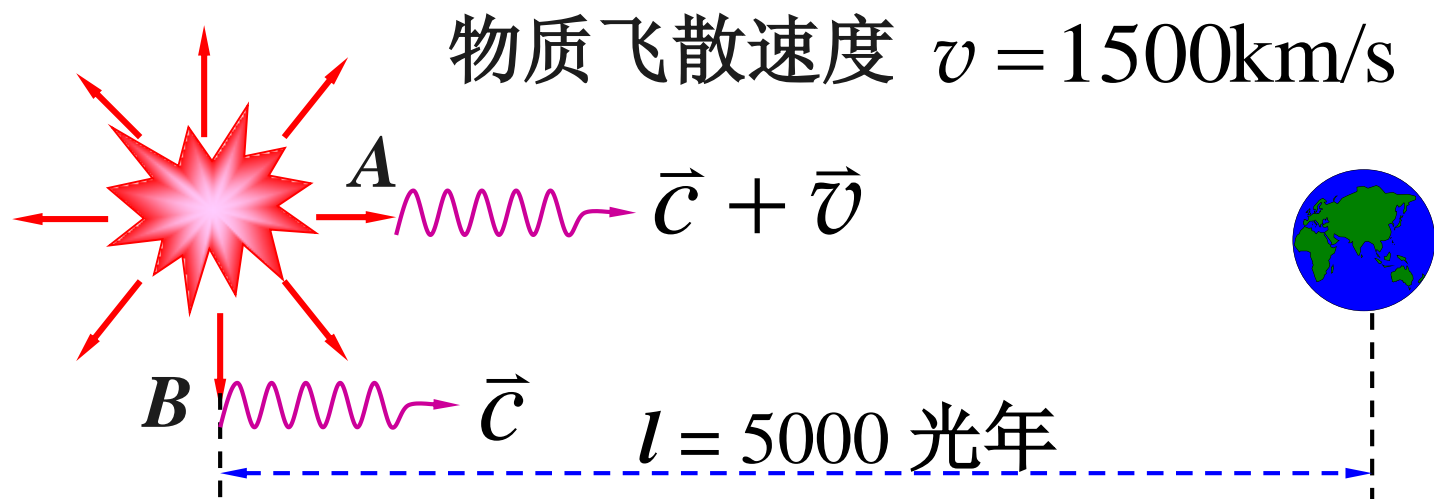 物质飞散速度 v = 1500km/s
A
c⃗ + v⃗
B
c⃗
l = 5000 光年